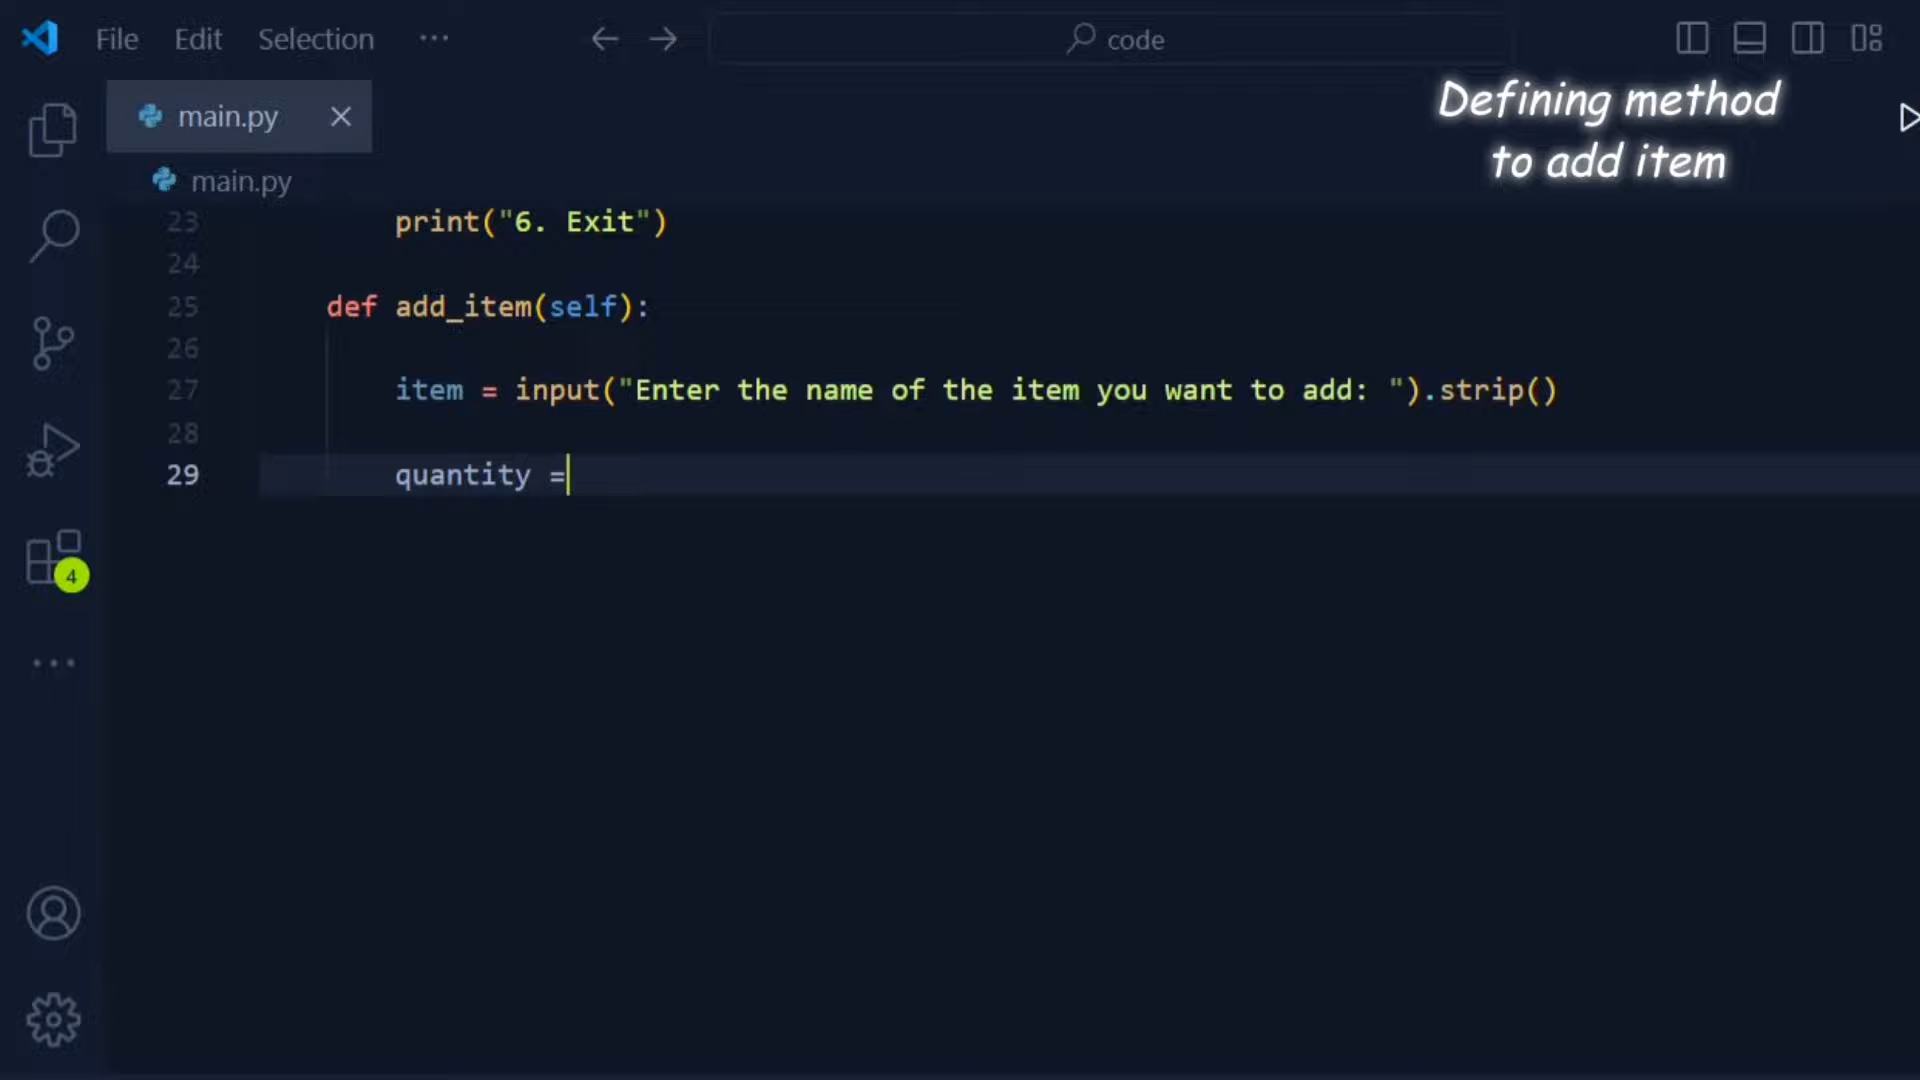 File Edit Selection ··· code
Defining method
to add item
main.py
main.py
23 print("6. Exit")
24
25 def add_item(self):
26
27 item = input("Enter the name of the item you want to add: ").strip()
28
29 quantity =
4